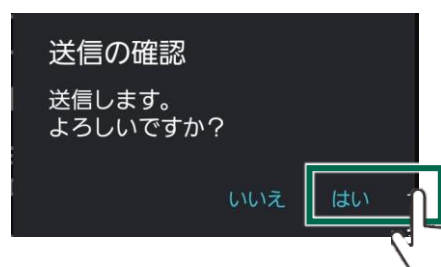 送信の確認
送信します。
よろしいですか？
いいえ
はい